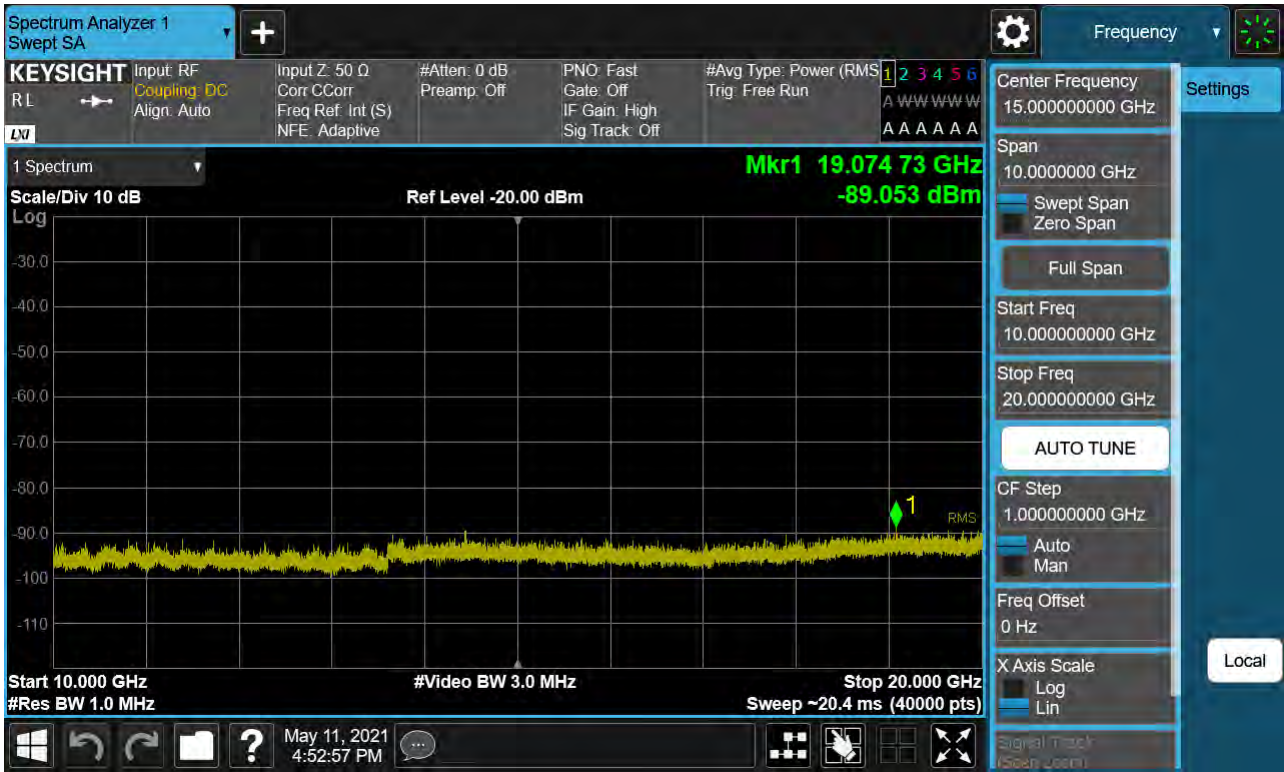 Spectrum Analyzer 1
Swept SA
+
Frequency
KEYSIGHT
Input: RF
Input Z: 50 Ω
#Atten: 0 dB
PNO: Fast
#Avg Type: Power (RMS
1 2 3 4 5 6
RL
Coupling: DC
Corr CCorr
Preamp: Off
Gate: Off
Trig: Free Run
A W W W W W
Align: Auto
Freq Ref: Int (S)
IF Gain: High
LXI
NFE: Adaptive
Sig Track: Off
A A A A A A
1 Spectrum
Mkr1 19.074 73 GHz
Scale/Div 10 dB
Ref Level -20.00 dBm
-89.053 dBm
Log
-30.0
-40.0
-50.0
-60.0
-70.0
-80.0
-90.0
-100
-110
1
RMS
Start 10.000 GHz
#Video BW 3.0 MHz
Stop 20.000 GHz
#Res BW 1.0 MHz
Sweep ~20.4 ms (40000 pts)
Center Frequency
15.000000000 GHz
Settings
Span
10.0000000 GHz
Swept Span
Zero Span
Full Span
Start Freq
10.000000000 GHz
Stop Freq
20.000000000 GHz
AUTO TUNE
CF Step
1.000000000 GHz
Auto
Man
Freq Offset
0 Hz
X Axis Scale
Log
Lin
Local
Signal Track
(Span Zoom)
?
May 11, 2021
4:52:57 PM